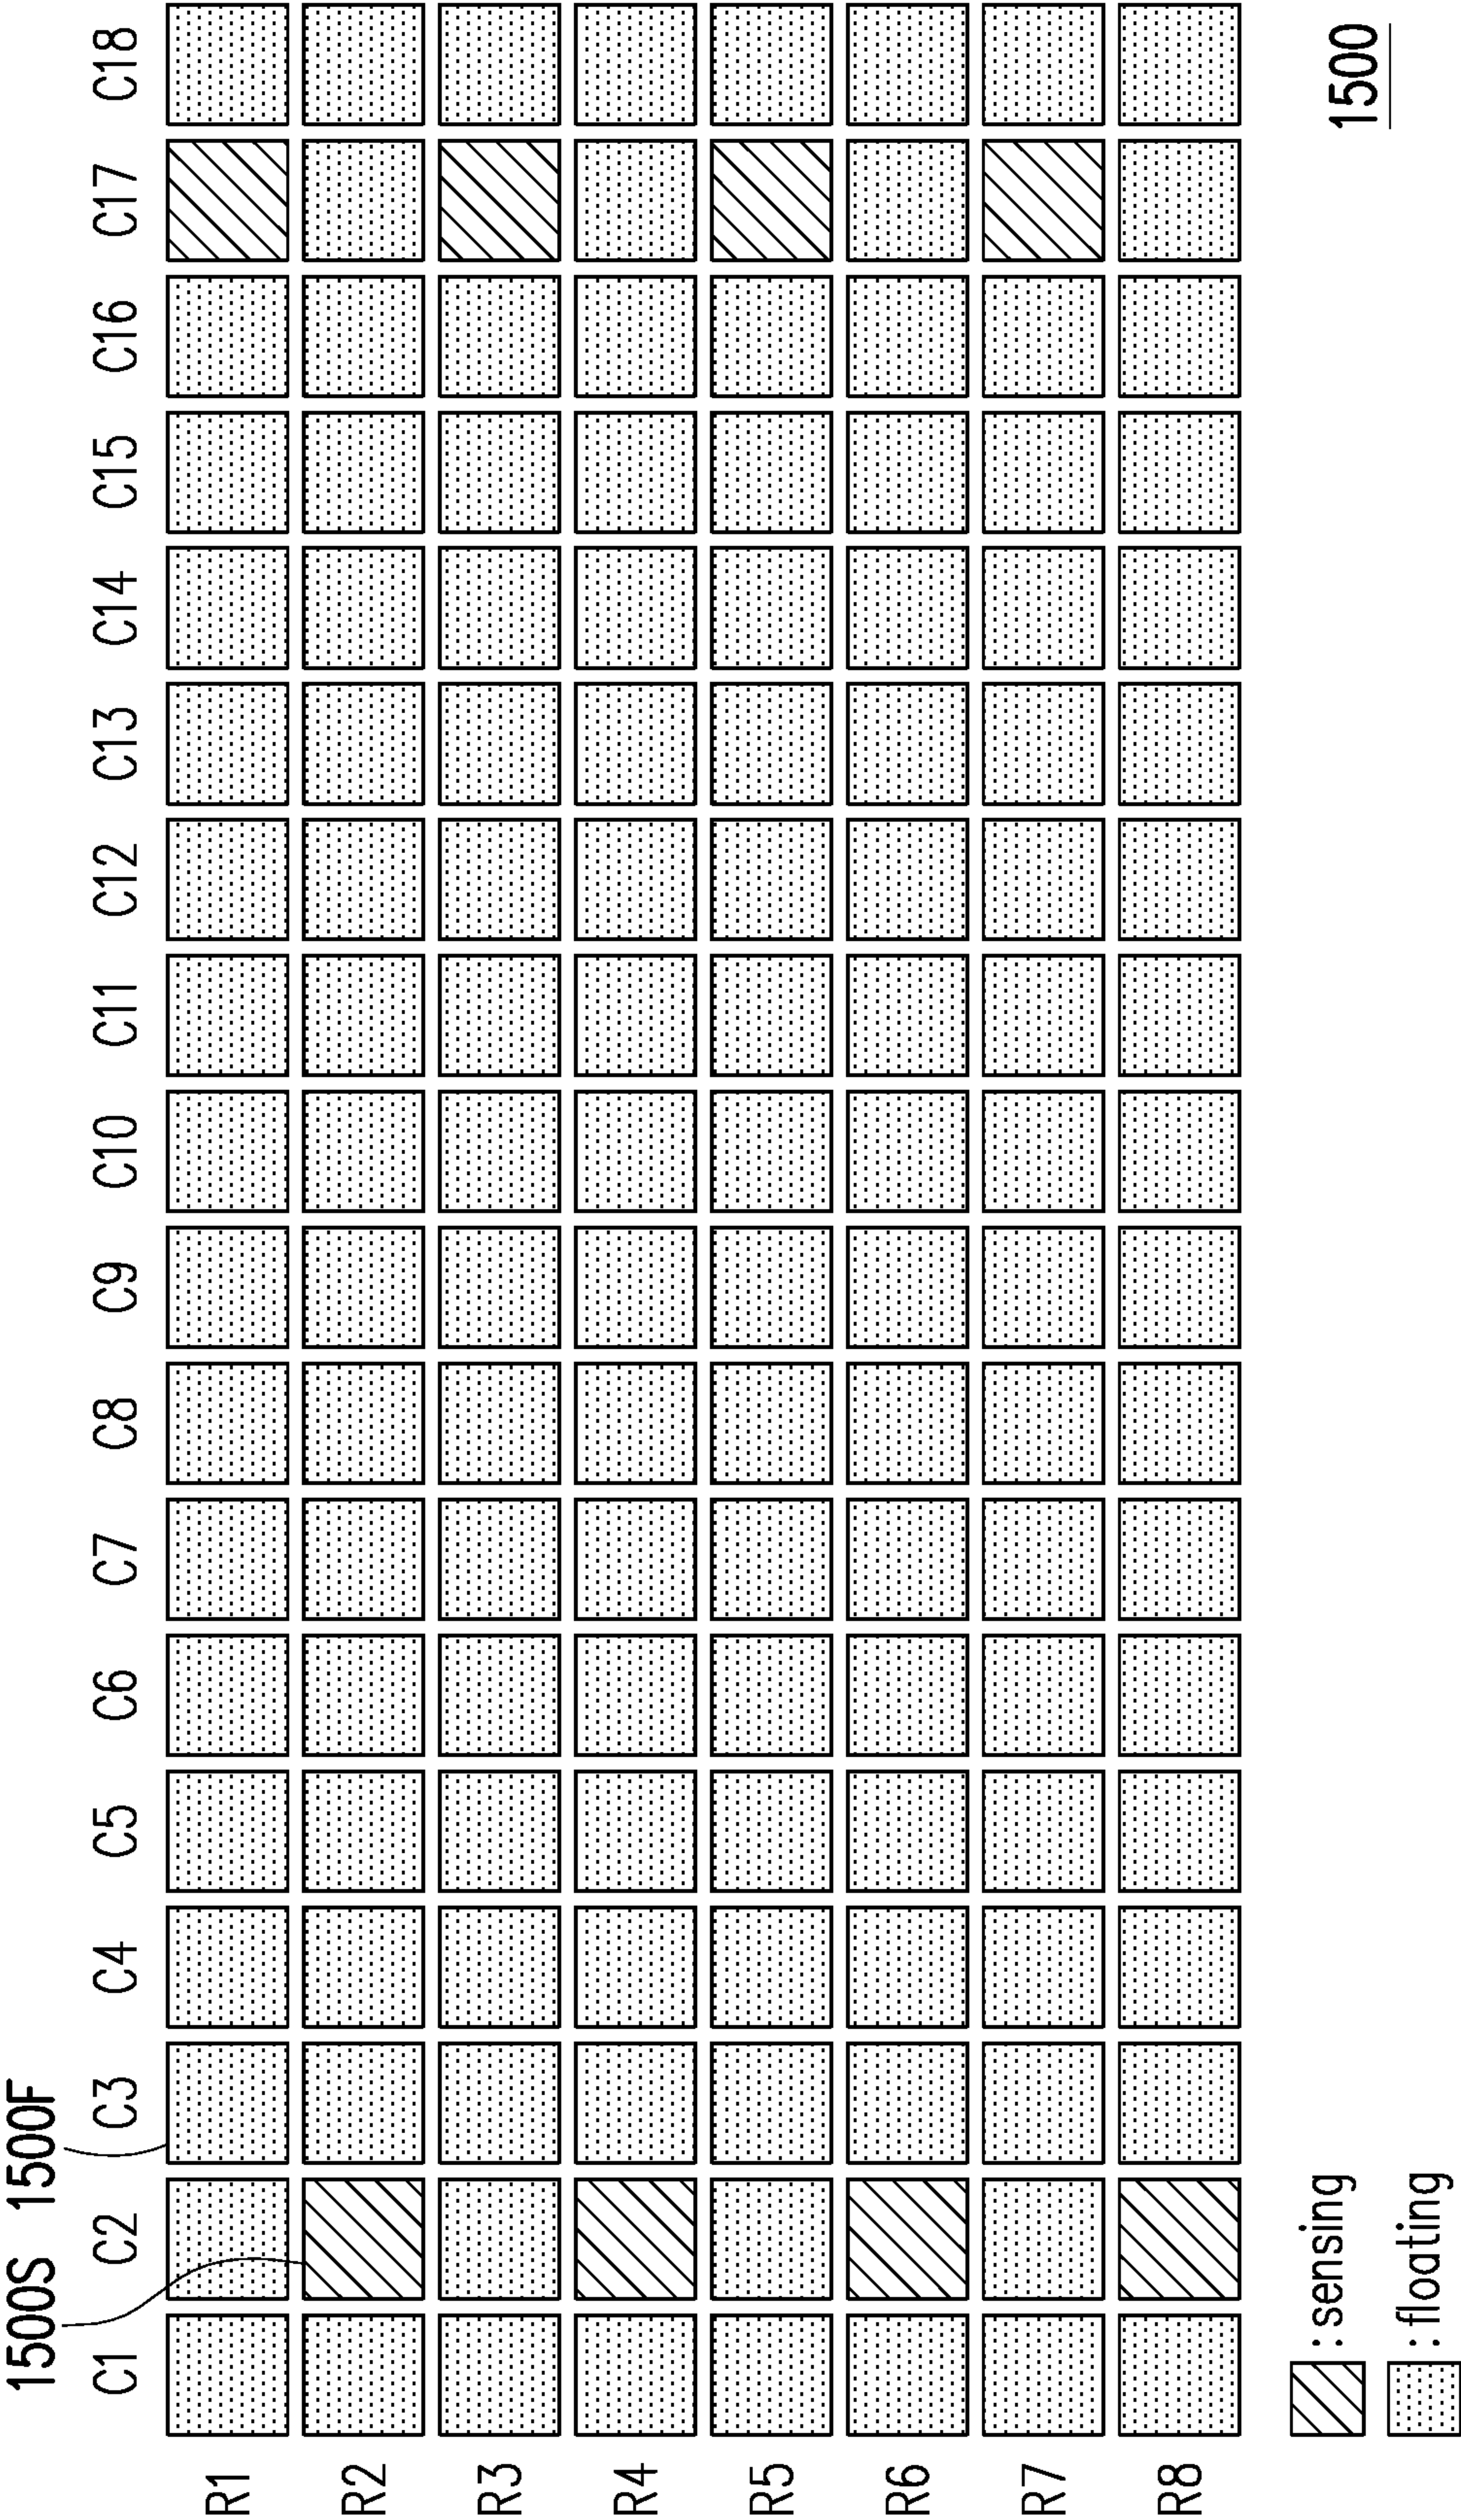 1500S 1500F
C1 C2 C3 C4 C5 C6 C7 C8 C9 C10 C11 C12 C13 C14 C15 C16 C17 C18
R1
R2
R3
R4
R5
R6
R7
R8
:sensing
:floating
1500